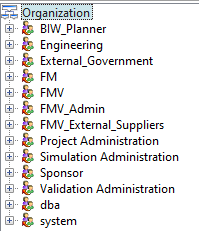 Organization
BIW_Planner
Engineering
External_Government
FM
FMV
FMV_Admin
FMV_External_Suppliers
Project Administration
Simulation Administration
Sponsor
Validation Administration
dba
system